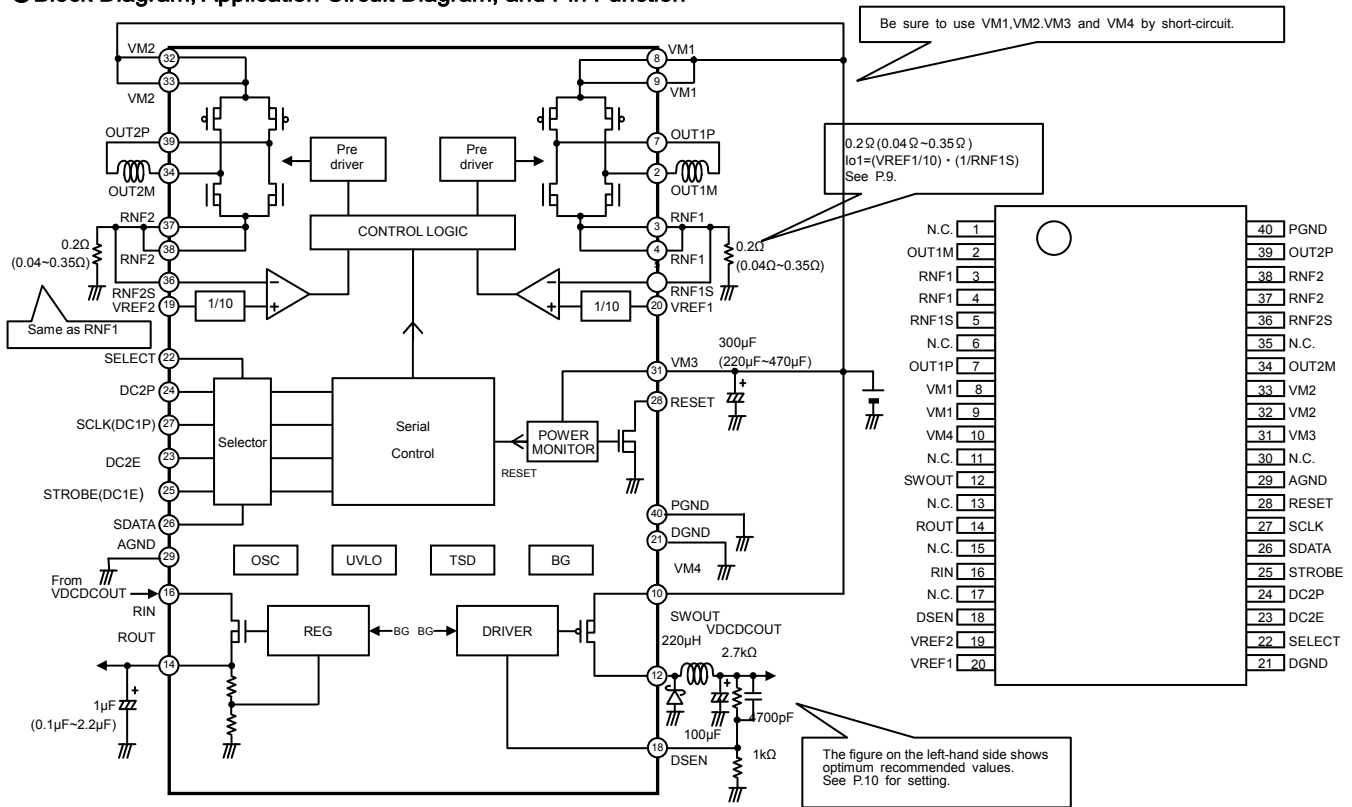 ●Block Diagram, Application Circuit Diagram, and Pin Function
Be sure to use VM1,VM2.VM3 and VM4 by short-circuit.
VM2
32
33
VM2
OUT2P
39
34
OUT2M
RNF2
37
38
RNF2
0.2Ω
(0.04~0.35Ω)
36
RNF2S
VREF2
19
1/10
Same as RNF1
Pre
driver
Pre
driver
CONTROL LOGIC
VM1
8
9
VM1
OUT1P
7
2
OUT1M
RNF1
3
4
RNF1
0.2Ω
(0.04Ω~0.35Ω)
RNF1S
20
VREF1
1/10
0.2Ω(0.04Ω~0.35Ω)
Io1=(VREF1/10)・(1/RNF1S)
See P.9.
SELECT
22
DC2P
24
SCLK(DC1P)
27
DC2E
23
STROBE(DC1E)
25
SDATA
26
AGND
29
Selector
Serial
Control
POWER
MONITOR
RESET
31
VM3
28
RESET
300μF
(220μF~470μF)
PGND
40
DGND
21
OSC
UVLO
TSD
BG
VM4
10
From
VDCDCOUT
16
RIN
ROUT
14
REG
BG
BG
DRIVER
1μF
(0.1μF~2.2μF)
SWOUT
12
220μH
VDCDCOUT
2.7kΩ
100μF
4700pF
1kΩ
18
DSEN
The figure on the left-hand side shows
optimum recommended values.
See P.10 for setting.
N.C. 1
OUT1M 2
RNF1 3
RNF1 4
RNF1S 5
N.C. 6
OUT1P 7
VM1 8
VM1 9
VM4 10
N.C. 11
SWOUT 12
N.C. 13
ROUT 14
N.C. 15
RIN 16
N.C. 17
DSEN 18
VREF2 19
VREF1 20
40 PGND
39 OUT2P
38 RNF2
37 RNF2
36 RNF2S
35 N.C.
34 OUT2M
33 VM2
32 VM2
31 VM3
30 N.C.
29 AGND
28 RESET
27 SCLK
26 SDATA
25 STROBE
24 DC2P
23 DC2E
22 SELECT
21 DGND